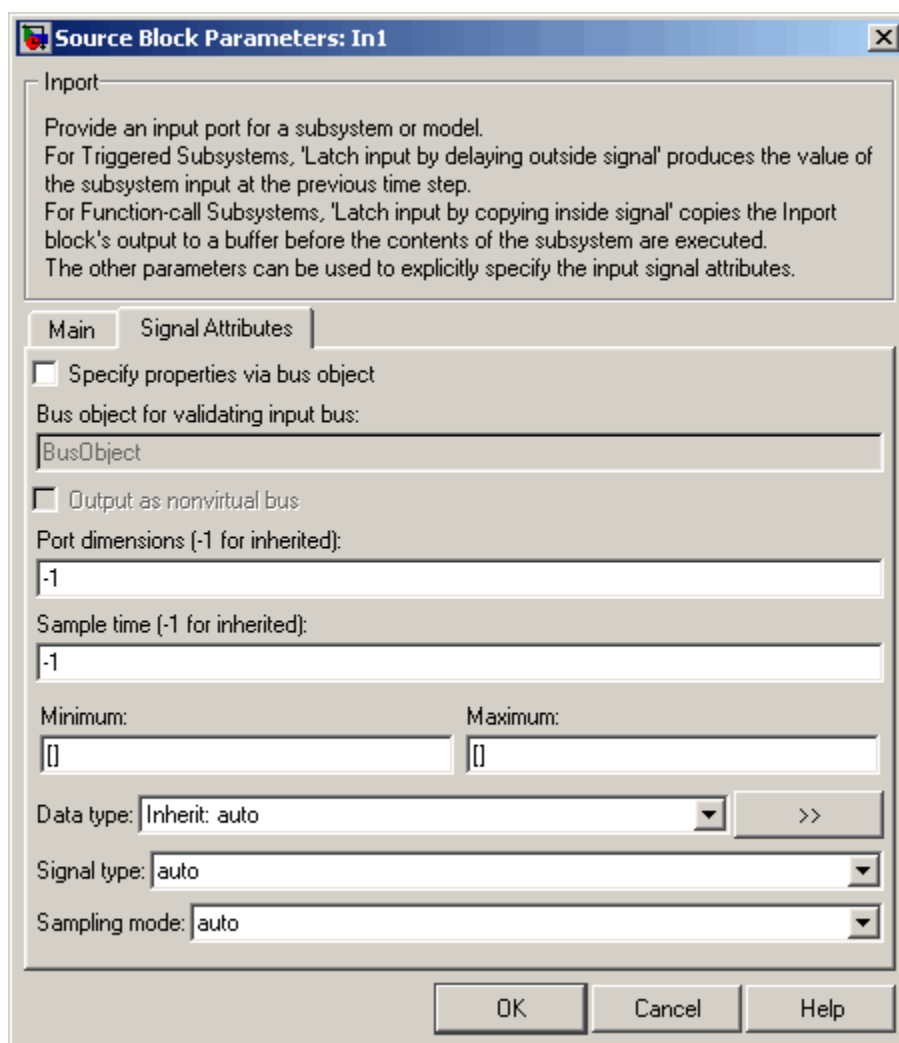 Source Block Parameters: In1
Inport
Provide an input port for a subsystem or model.
For Triggered Subsystems, 'Latch input by delaying outside signal' produces the value of
the subsystem input at the previous time step.
For Function-call Subsystems, 'Latch input by copying inside signal' copies the Inport
block's output to a buffer before the contents of the subsystem are executed.
The other parameters can be used to explicitly specify the input signal attributes.
Main Signal Attributes
Specify properties via bus object
Bus object for validating input bus:
BusObject
Output as nonvirtual bus
Port dimensions (-1 for inherited):
-1
Sample time (-1 for inherited):
-1
Minimum: Maximum:
[] []
Data type: Inherit: auto >>
Signal type: auto
Sampling mode: auto
OK Cancel Help